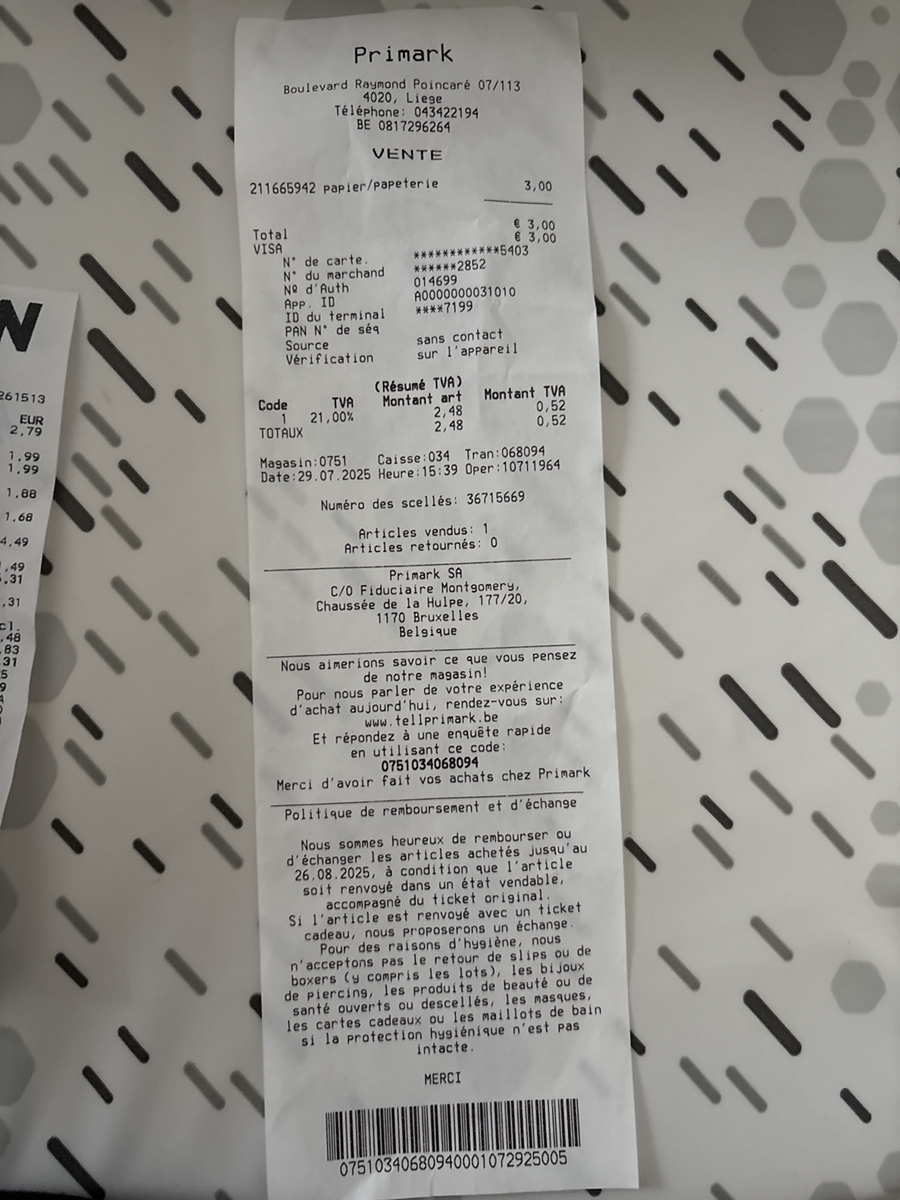 Primark
Boulevard Raymond Poincaré 07/113
4020, Liege
Téléphone: 043422194
BE 0817296264
VENTE
211665942 papier/papeterie 3,00
Total € 3,00
VISA € 3,00
N° de carte. ************5403
N° du marchand ******2852
Nº d'Auth 014699
App. ID A0000000031010
ID du terminal ****7199
PAN N° de séq
Source sans contact
Vérification sur l'appareil
(Résumé TVA)
Code TVA Montant art Montant TVA
1 21,00% 2,48 0,52
TOTAUX 2,48 0,52
Magasin:0751 Caisse:034 Tran:068094
Date:29.07.2025 Heure:15:39 Oper:10711964
Numéro des scellés: 36715669
Articles vendus: 1
Articles retournés: 0
Primark SA
C/O Fiduciaire Montgomery,
Chaussée de la Hulpe, 177/20,
1170 Bruxelles
Belgique
Nous aimerions savoir ce que vous pensez
de notre magasin!
Pour nous parler de votre expérience
d'achat aujourd'hui, rendez-vous sur:
www.tellprimark.be
Et répondez à une enquête rapide
en utilisant ce code:
0751034068094
Merci d'avoir fait vos achats chez Primark
Politique de remboursement et d'échange
Nous sommes heureux de rembourser ou
d'échanger les articles achetés jusqu'au
26.08.2025, à condition que l'article
soit renvoyé dans un état vendable,
accompagné du ticket original.
Si l'article est renvoyé avec un ticket
cadeau, nous proposerons un échange.
Pour des raisons d'hygiène, nous
n'acceptons pas le retour de slips ou de
boxers (y compris les lots), les bijoux
de piercing, les produits de beauté ou de
santé ouverts ou descellés, les masques,
les cartes cadeaux ou les maillots de bain
si la protection hygiénique n'est pas
intacte.
MERCI
07510340680940001072925005
N
261513
EUR
2,79
1,99
1,99
1,88
1,68
4,49
,49
,31
,31
,48
,83